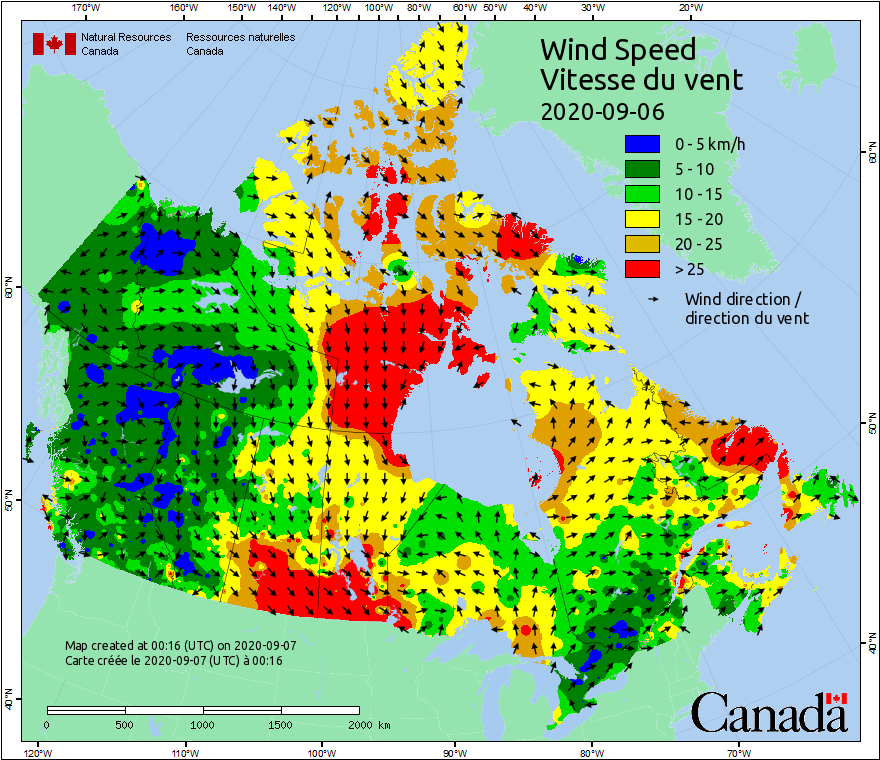 170°W 160°W 150°W 140°W 120°W 100°W 80°W 60°W 50°W 40°W 30°W 20°W
Natural Resources Ressources naturelles
Canada Canada
Wind Speed
Vitesse du vent
2020-09-06
0 - 5 km/h
5 - 10
10 - 15
15 - 20
20 - 25
> 25
Wind direction /
direction du vent
60°N
50°N
40°N
60°N
50°N
40°N
Map created at 00:16 (UTC) on 2020-09-07
Carte créée le 2020-09-07 (UTC) à 00:16
0 500 1000 1500 2000 km
Canada
120°W 110°W 100°W 90°W 80°W 70°W